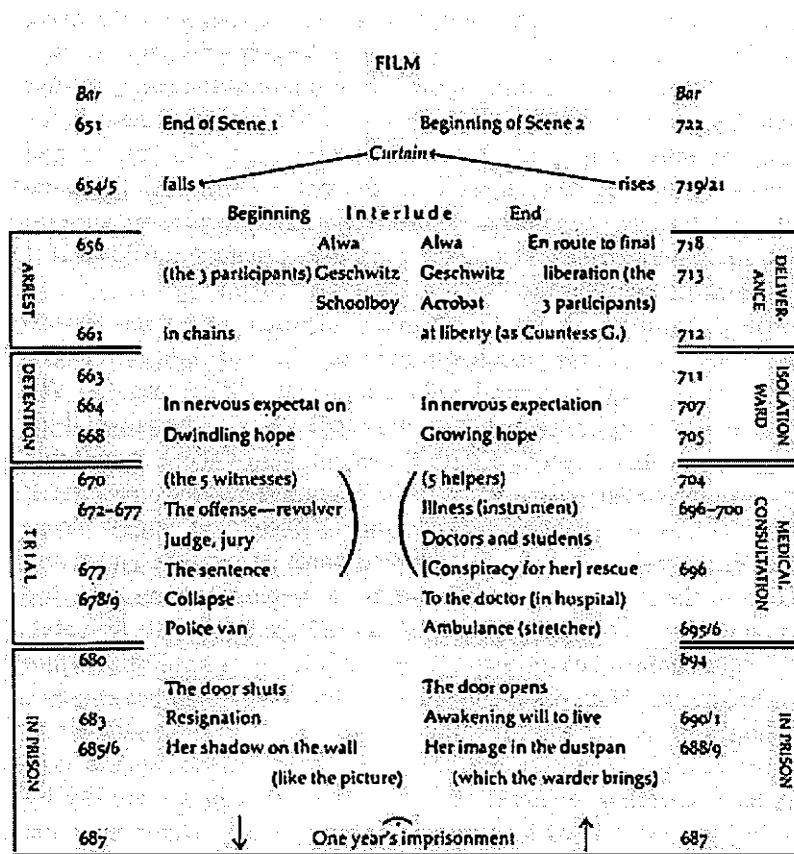 FILM
Bar Bar
651 End of Scene 1 Beginning of Scene 2 722
Curtain
654/5 falls rises 719/21
Beginning Interlude End
ARREST
656 Alwa Alwa En route to final 718
(the 3 participants) Geschwitz Geschwitz liberation (the 713
Schoolboy Acrobat 3 participants)
661 in chains at liberty (as Countess G.) 712
DELIVER-
ANCE
DETENTION
663 711
664 In nervous expectat on In nervous expectation 707
668 Dwindling hope Growing hope 705
ISOLATION
WARD
TRIAL
670 (the 5 witnesses) (5 helpers) 704
672–677 The offense—revolver Illness (instrument) 696–700
Judge, jury Doctors and students
677 The sentence [Conspiracy for her] rescue 696
678/9 Collapse To the doctor (in hospital)
Police van Ambulance (stretcher) 695/6
MEDICAL
CONSULTATION
IN PRISON
680 694
The door shuts The door opens
683 Resignation Awakening will to live 690/1
685/6 Her shadow on the wall Her image in the dustpan 688/9
(like the picture) (which the warder brings)
IN PRISON
687 One year's imprisonment 687